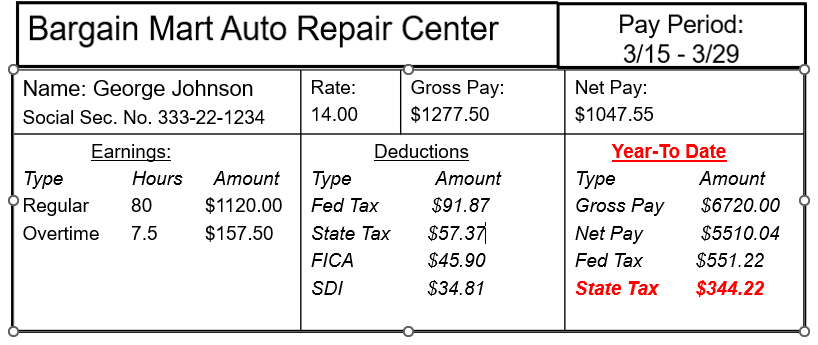 Bargain Mart Auto Repair Center
Pay Period:
3/15 - 3/29
Name: George Johnson
Social Sec. No. 333-22-1234
Rate:
14.00
Gross Pay:
$1277.50
Net Pay:
$1047.55
Earnings:
Type Hours Amount
Regular 80 $1120.00
Overtime 7.5 $157.50
Deductions
Type Amount
Fed Tax $91.87
State Tax $57.37
FICA $45.90
SDI $34.81
Year-To Date
Type Amount
Gross Pay $6720.00
Net Pay $5510.04
Fed Tax $551.22
State Tax $344.22